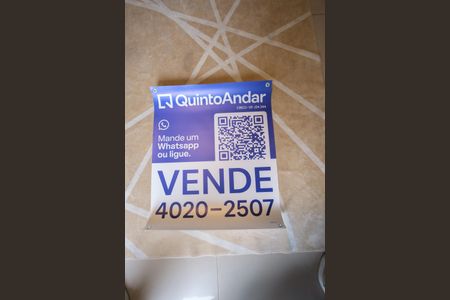 QuintoAndar
Mande um
Whatsapp
ou ligue.
VENDE
4020-2507